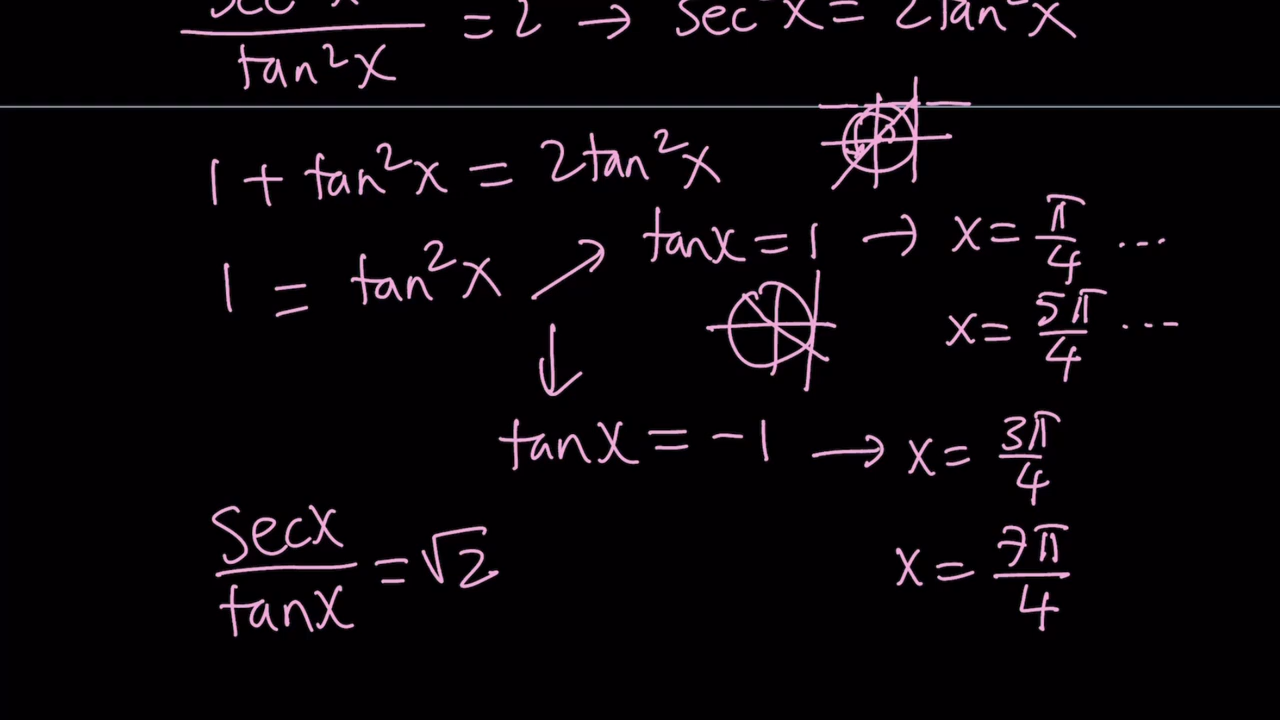 sec²x / tan²x = 2 → sec²x = 2tan²x
1 + tan²x = 2tan²x
1 = tan²x ↗ tanx = 1 → x = π/4 ...
x = 5π/4 ...
↓
tanx = -1 → x = 3π/4
secx / tanx = √2
x = 7π/4